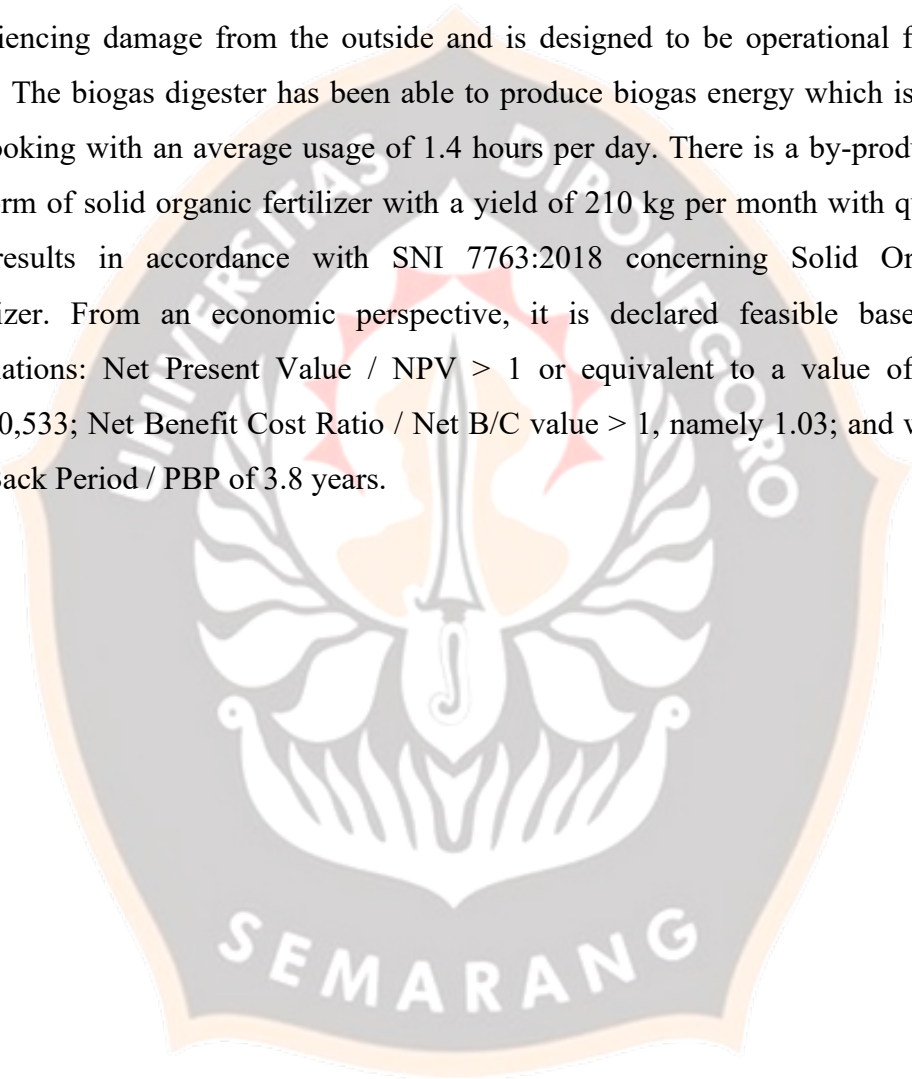 iencing damage from the outside and is designed to be operational f
The biogas digester has been able to produce biogas energy which is
ooking with an average usage of 1.4 hours per day. There is a by-produ
orm of solid organic fertilizer with a yield of 210 kg per month with q
results in accordance with SNI 7763:2018 concerning Solid Or
izer. From an economic perspective, it is declared feasible base
ations: Net Present Value / NPV > 1 or equivalent to a value of
0,533; Net Benefit Cost Ratio / Net B/C value > 1, namely 1.03; and w
Back Period / PBP of 3.8 years.
UNIVERSITAS DIPONEGORO
SEMARANG